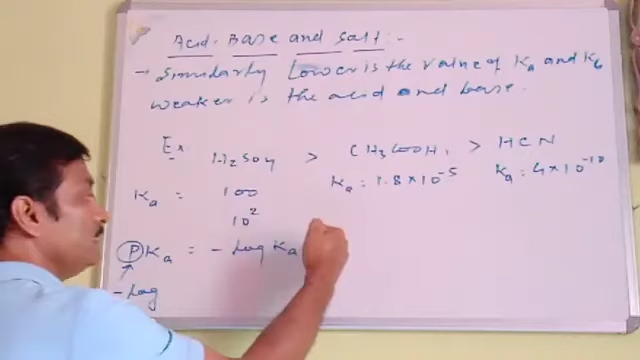 Acid. Base and Salt :-
→ Similarly Lower is the value of Ka and Kb
weaker is the acid and base.
Ex H2SO4 > CH3COOH, > HCN
Ka = 100 Ka = 1.8 × 10⁻⁵ Ka = 4 × 10⁻¹⁰
10²
PKa = - log Ka
- log